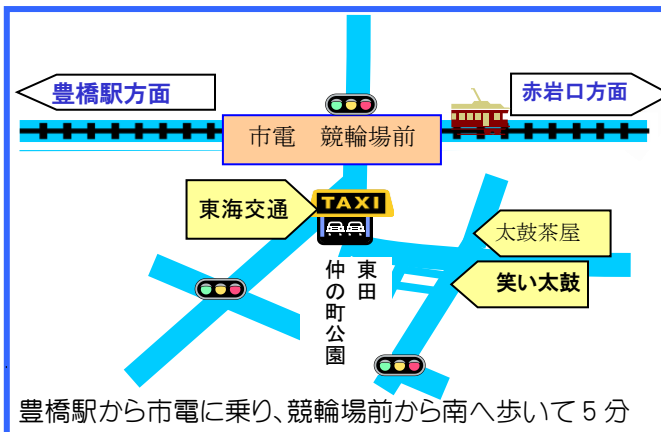 豊橋駅方面
赤岩口方面
市電 競輪場前
東海交通
TAXI
太鼓茶屋
笑い太鼓
東田
仲の町公園
豊橋駅から市電に乗り、競輪場前から南へ歩いて5分